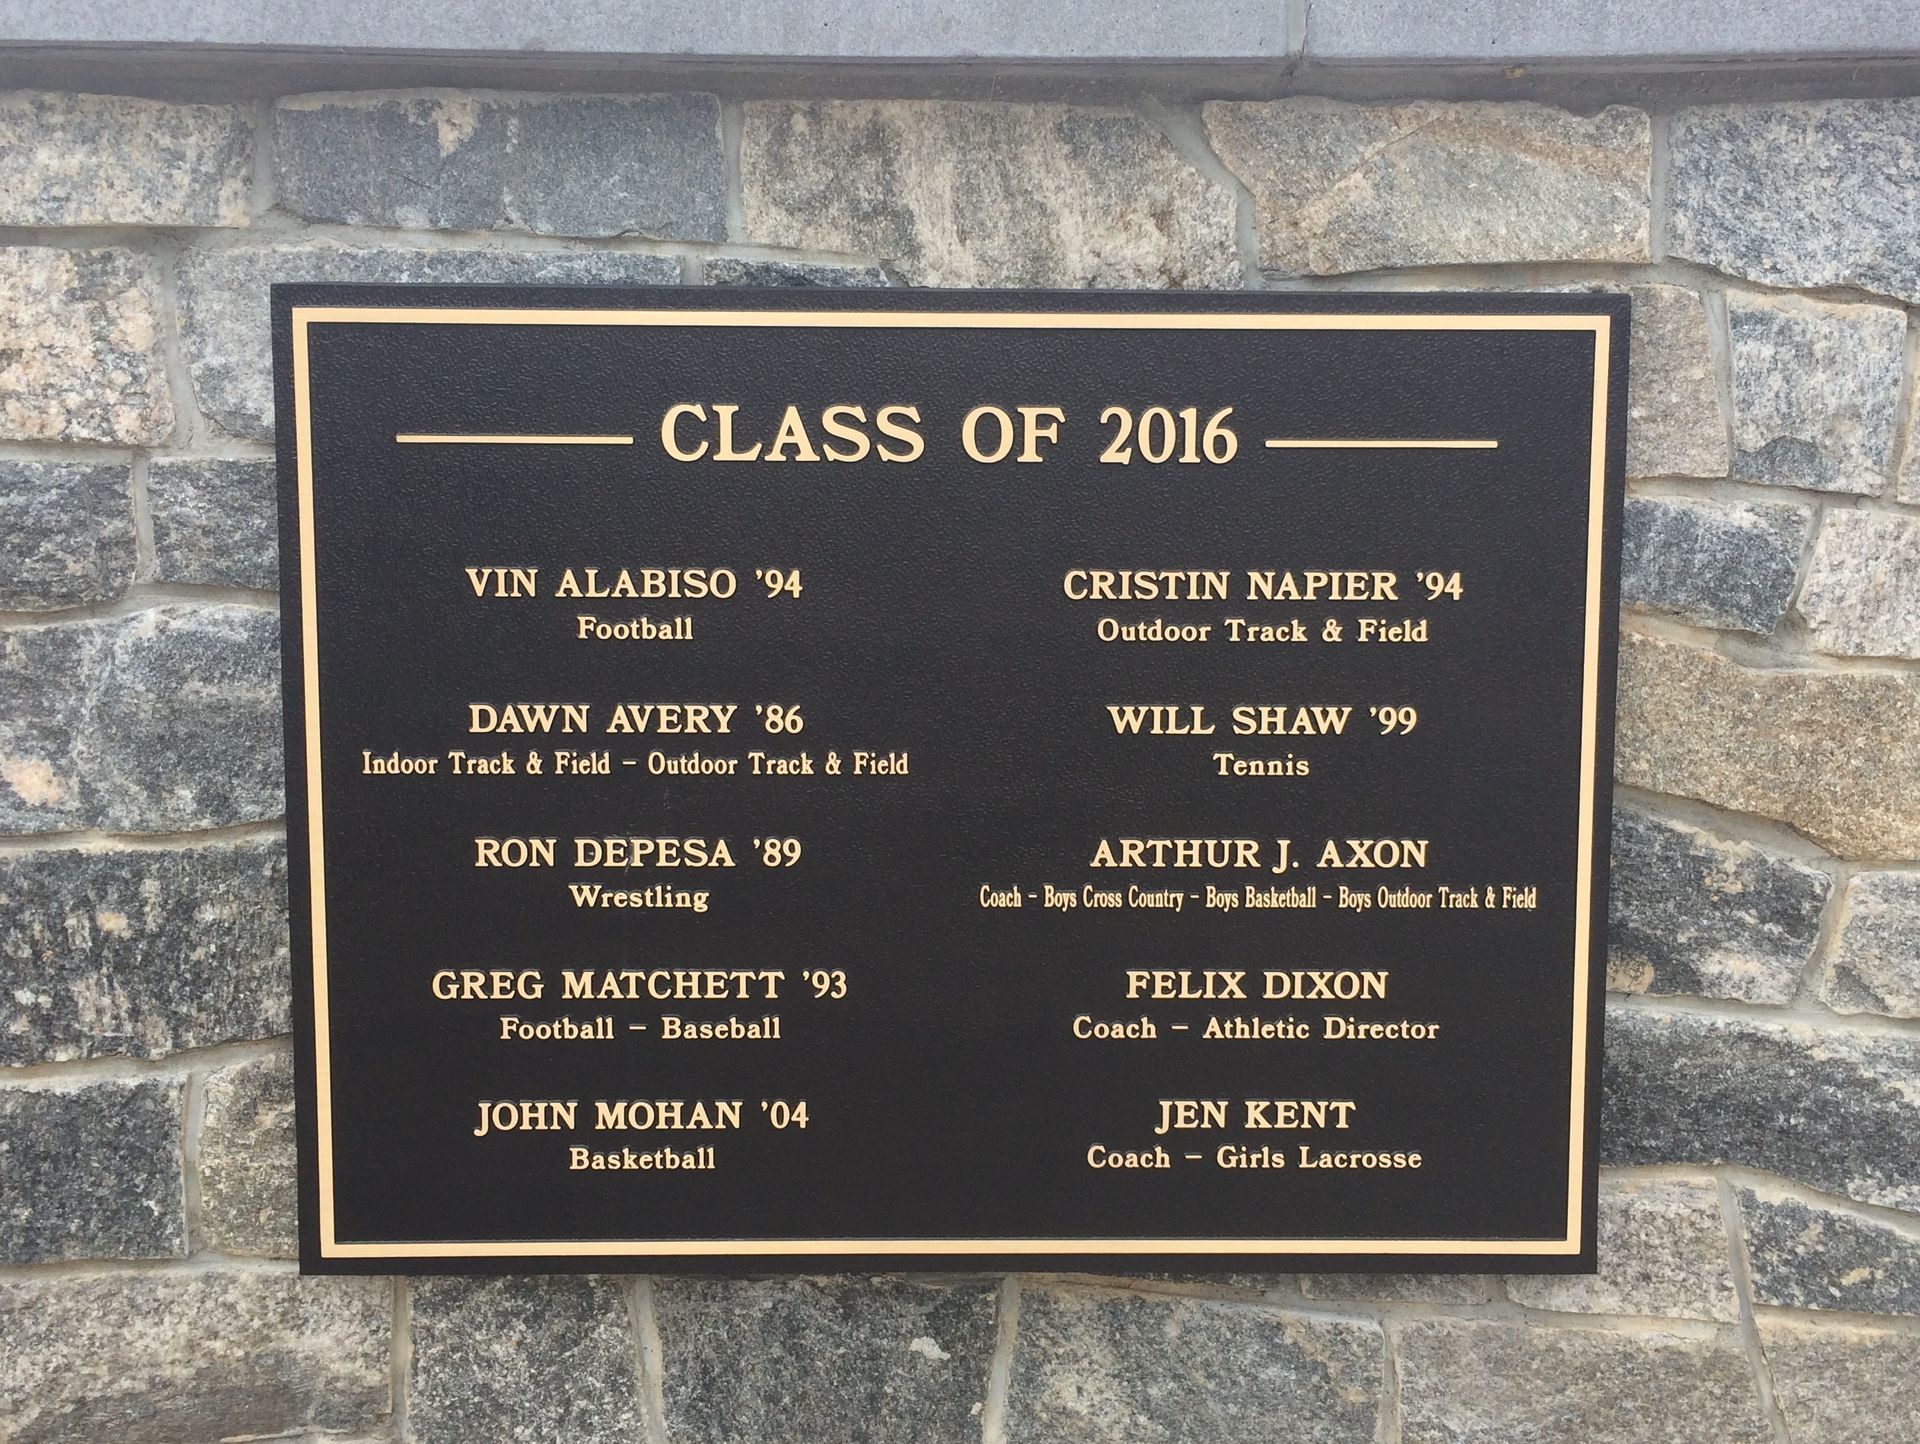 CLASS OF 2016
VIN ALABISO '94
Football
DAWN AVERY '86
Indoor Track & Field – Outdoor Track & Field
RON DEPESA '89
Wrestling
GREG MATCHETT '93
Football – Baseball
JOHN MOHAN '04
Basketball
CRISTIN NAPIER '94
Outdoor Track & Field
WILL SHAW '99
Tennis
ARTHUR J. AXON
Coach – Boys Cross Country – Boys Basketball – Boys Outdoor Track & Field
FELIX DIXON
Coach – Athletic Director
JEN KENT
Coach – Girls Lacrosse